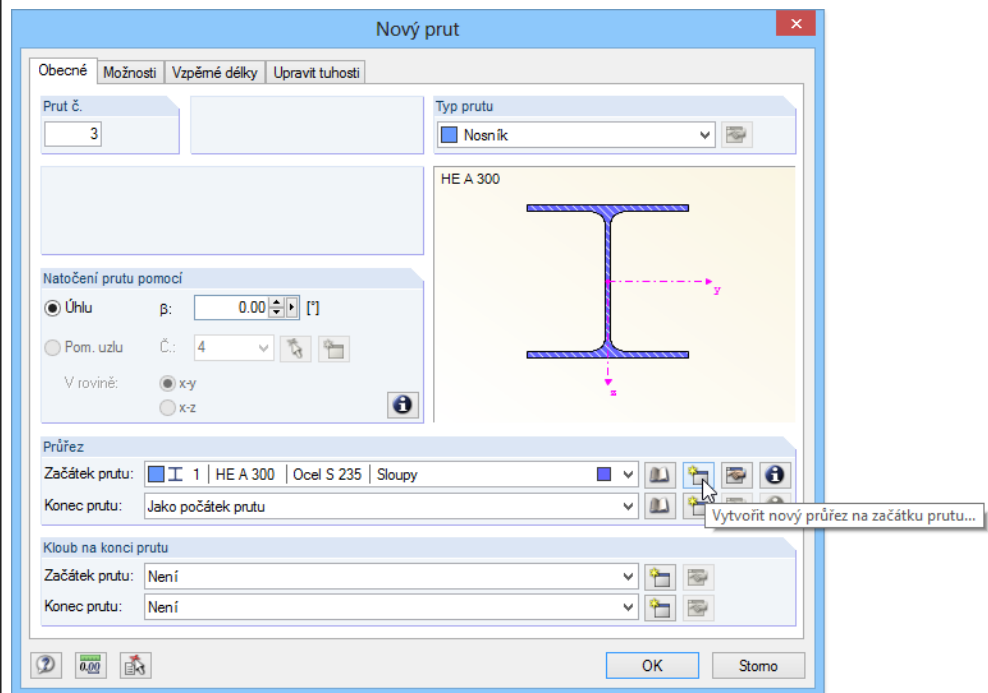 Nový prut
Obecné Možnosti Vzpěrné délky Upravit tuhosti
Prut č.
3
Typ prutu
Nosník
HE A 300
y
z
Natočení prutu pomocí
Úhlu β: 0.00 [°]
Pom. uzlu Č.: 4
V rovině: x-y
x-z
Průřez
Začátek prutu: 1 HE A 300 Ocel S 235 Sloupy
Konec prutu: Jako počátek prutu
Vytvořit nový průřez na začátku prutu...
Kloub na konci prutu
Začátek prutu: Není
Konec prutu: Není
0.00
OK Storno